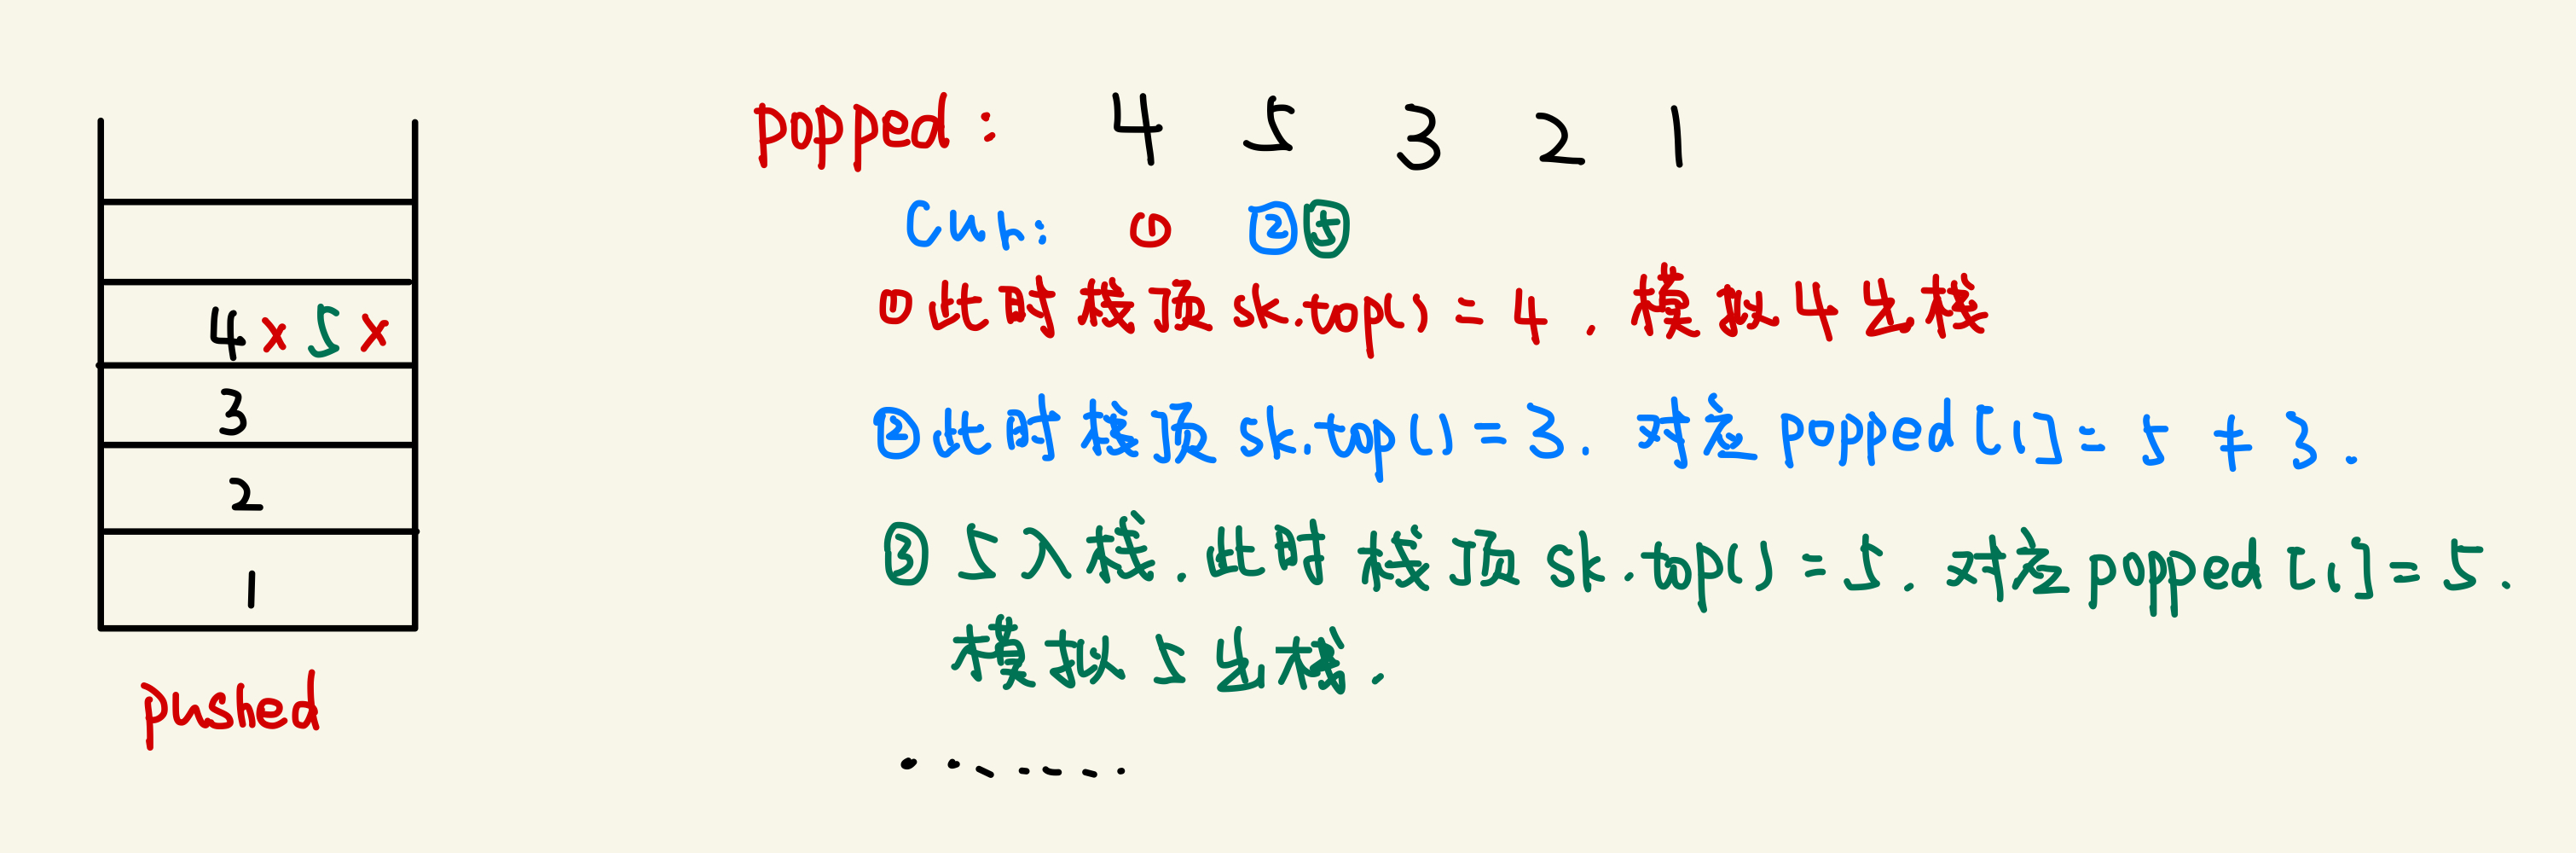 popped: 4 5 3 2 1
Cur: ① ②⑤
①此时栈顶 sk.top() = 4. 模拟4出栈
4 x 5 x
②此时栈顶 sk.top() = 3. 对应 popped[1] = 5 ≠ 3.
3
2
③ 5入栈. 此时栈顶 sk.top() = 5. 对应 popped[1] = 5.
1
模拟5出栈.
pushed
.......